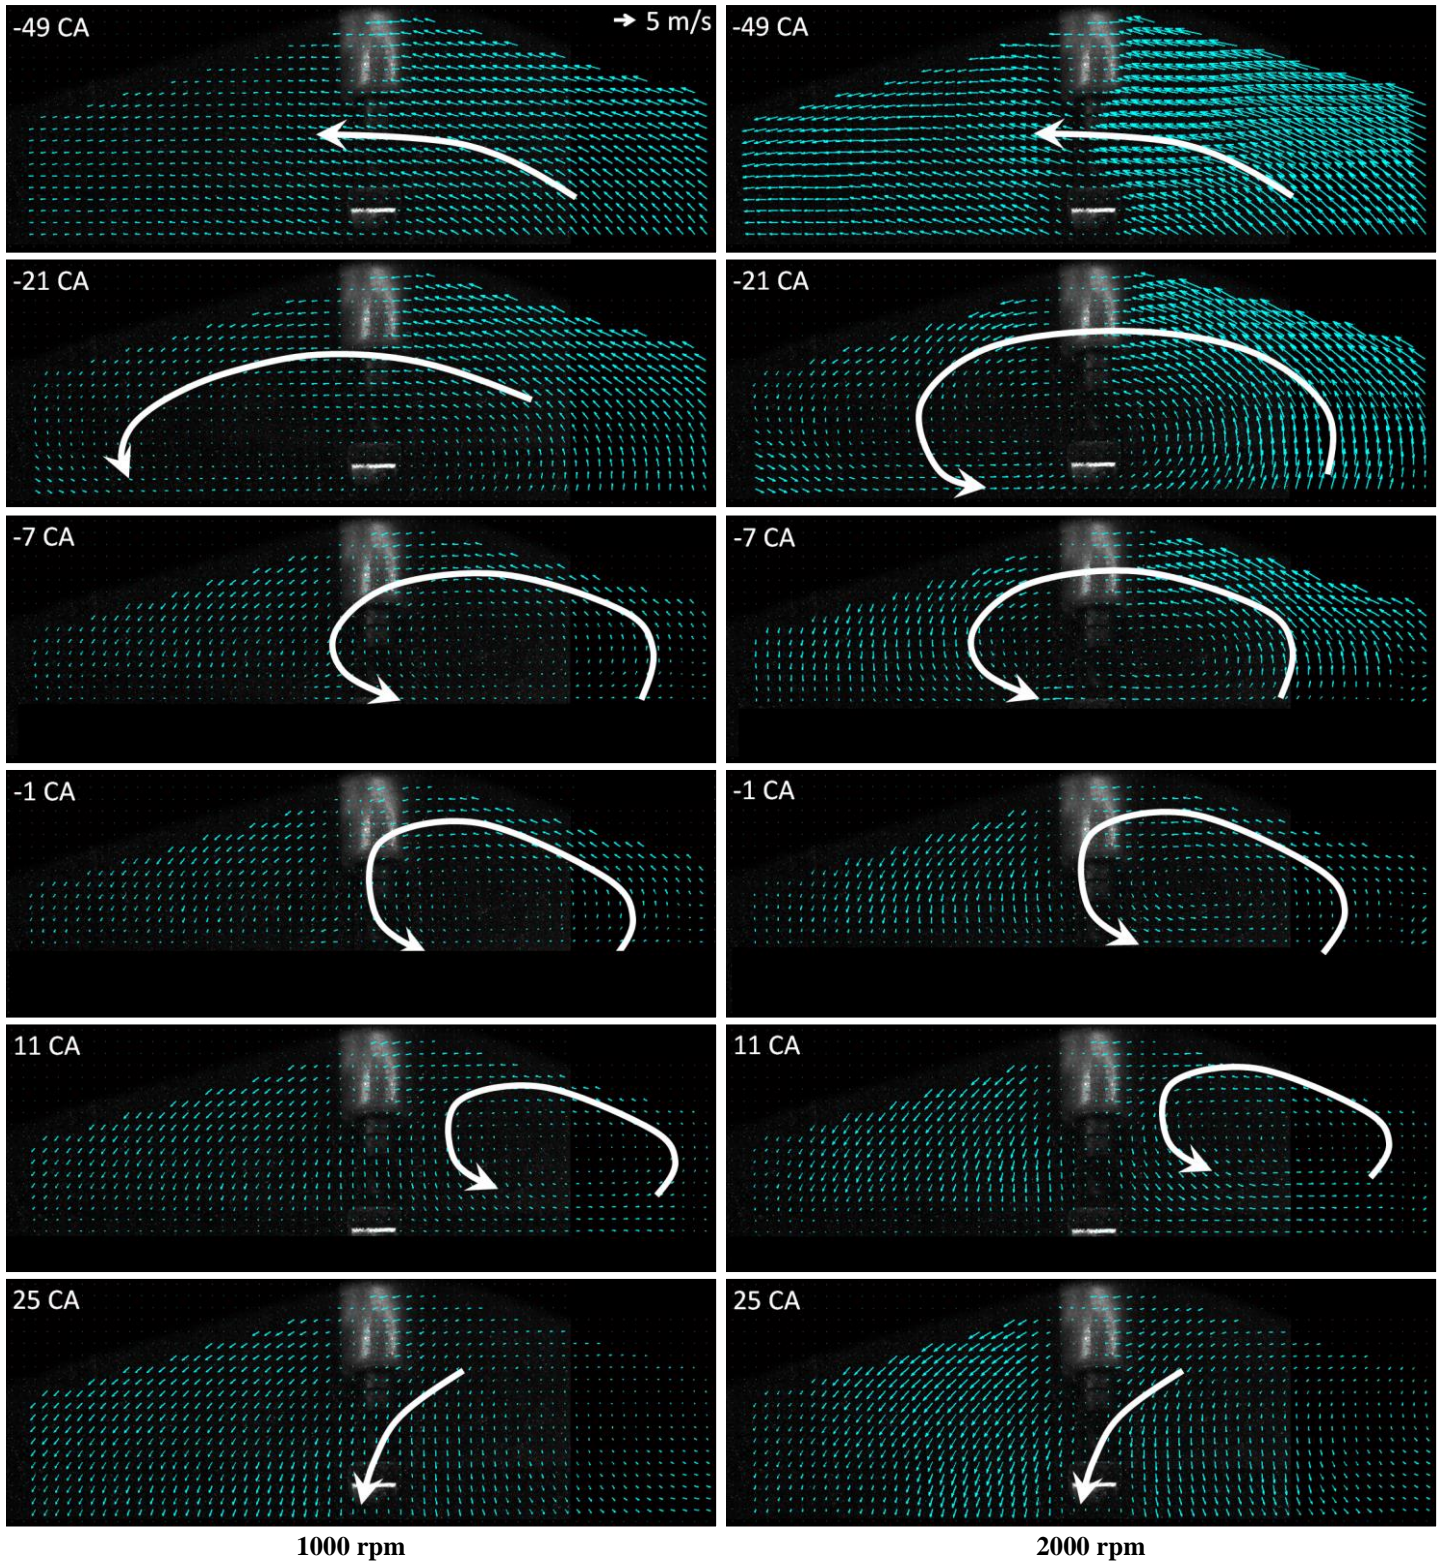 -49 CA → 5 m/s -49 CA
-21 CA -21 CA
-7 CA -7 CA
-1 CA -1 CA
11 CA 11 CA
25 CA 25 CA
1000 rpm 2000 rpm